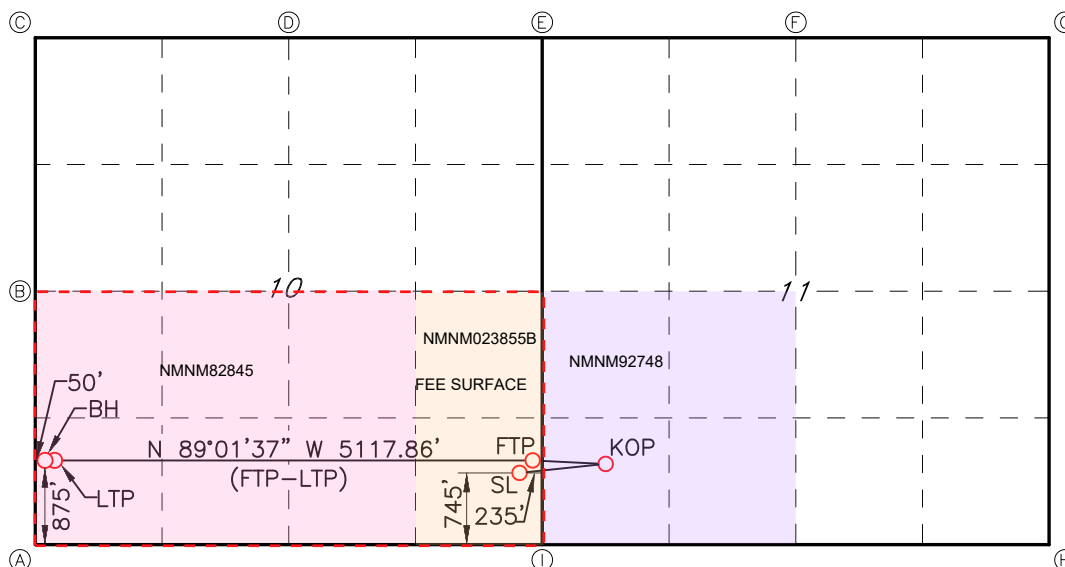 C D E F G
B
10 11
NMNM023855B
NMNM92748
NMNM82845
FEE SURFACE
50'
BH
N 89°01'37" W 5117.86'
FTP
KOP
(FTP-LTP)
LTP
SL
875'
745'
235'
A I H